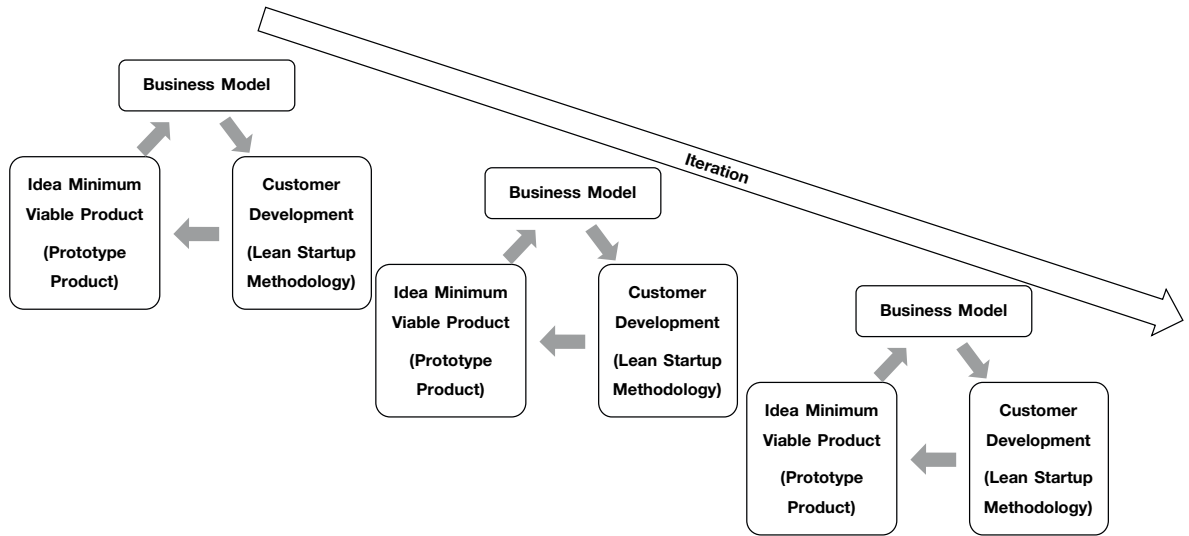 Business Model
Idea Minimum
Viable Product
(Prototype
Product)
Customer
Development
(Lean Startup
Methodology)
Iteration
Business Model
Idea Minimum
Viable Product
(Prototype
Product)
Customer
Development
(Lean Startup
Methodology)
Business Model
Idea Minimum
Viable Product
(Prototype
Product)
Customer
Development
(Lean Startup
Methodology)